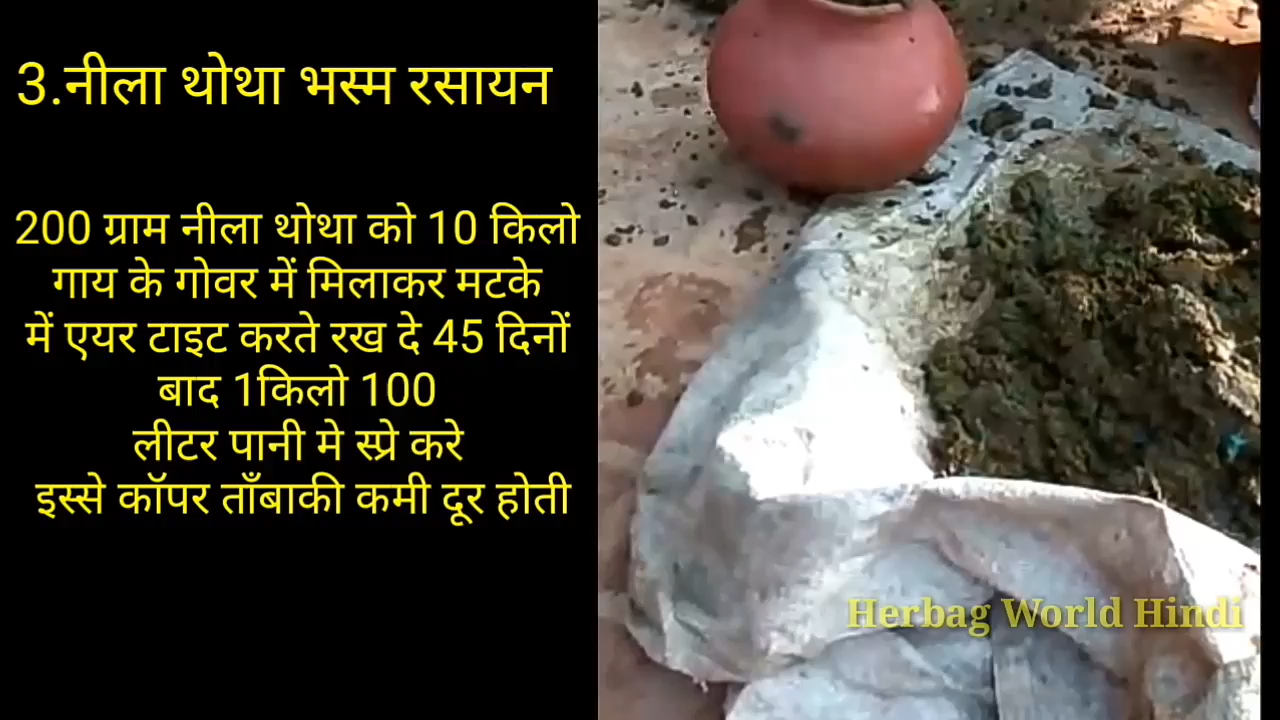 3.नीला थोथा भस्म रसायन
200 ग्राम नीला थोथा को 10 किलो
गाय के गोवर में मिलाकर मटके
में एयर टाइट करते रख दे 45 दिनों
बाद 1किलो 100
लीटर पानी मे स्प्रे करे
इस्से कॉपर ताँबाकी कमी दूर होती
Herbag World Hindi